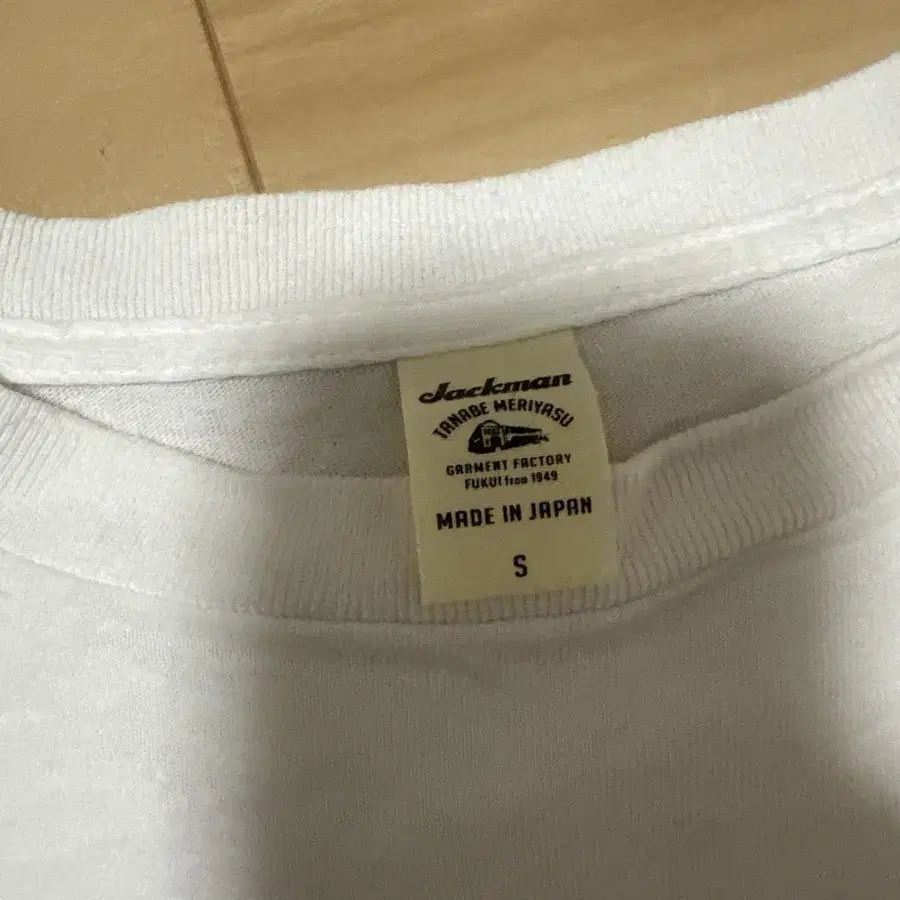 Jackman
TANABE MERIYASU
GARMENT FACTORY
FUKUI from 1949
MADE IN JAPAN
S